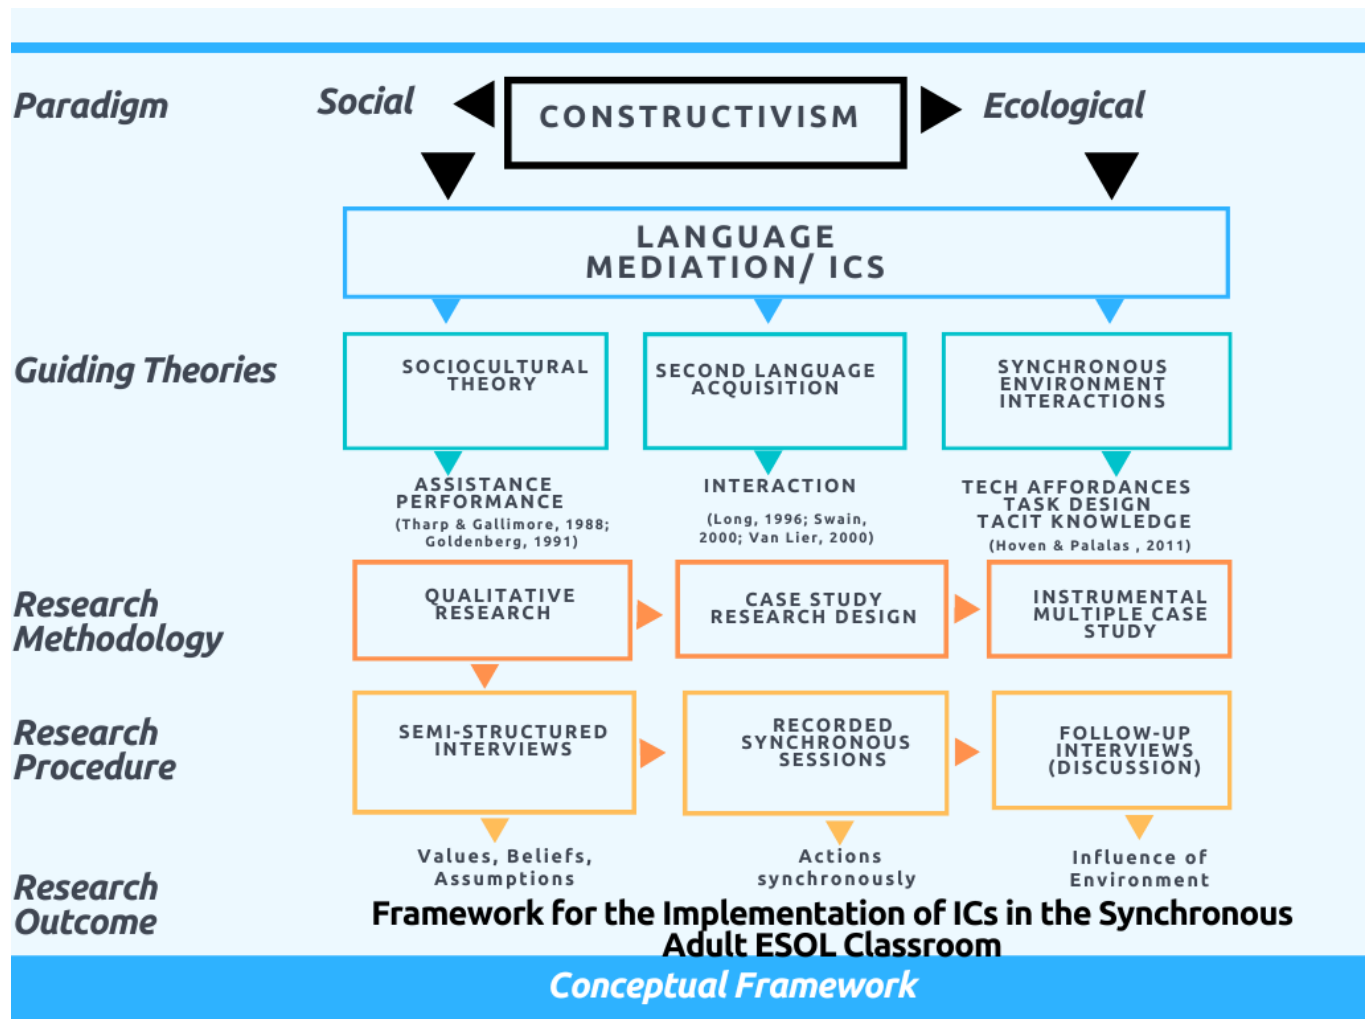 Paradigm
Social
CONSTRUCTIVISM
Ecological
LANGUAGE
MEDIATION/ ICS
Guiding Theories
SOCIOCULTURAL
THEORY
SECOND LANGUAGE
ACQUISITION
SYNCHRONOUS
ENVIRONMENT
INTERACTIONS
ASSISTANCE
PERFORMANCE
(Tharp & Gallimore, 1988;
Goldenberg, 1991)
INTERACTION
(Long, 1996; Swain,
2000; Van Lier, 2000)
TECH AFFORDANCES
TASK DESIGN
TACIT KNOWLEDGE
(Hoven & Palalas , 2011)
Research
Methodology
QUALITATIVE
RESEARCH
CASE STUDY
RESEARCH DESIGN
INSTRUMENTAL
MULTIPLE CASE
STUDY
Research
Procedure
SEMI-STRUCTURED
INTERVIEWS
RECORDED
SYNCHRONOUS
SESSIONS
FOLLOW-UP
INTERVIEWS
(DISCUSSION)
Research
Outcome
Values, Beliefs,
Assumptions
Actions
synchronously
Influence of
Environment
Framework for the Implementation of ICs in the Synchronous
Adult ESOL Classroom
Conceptual Framework